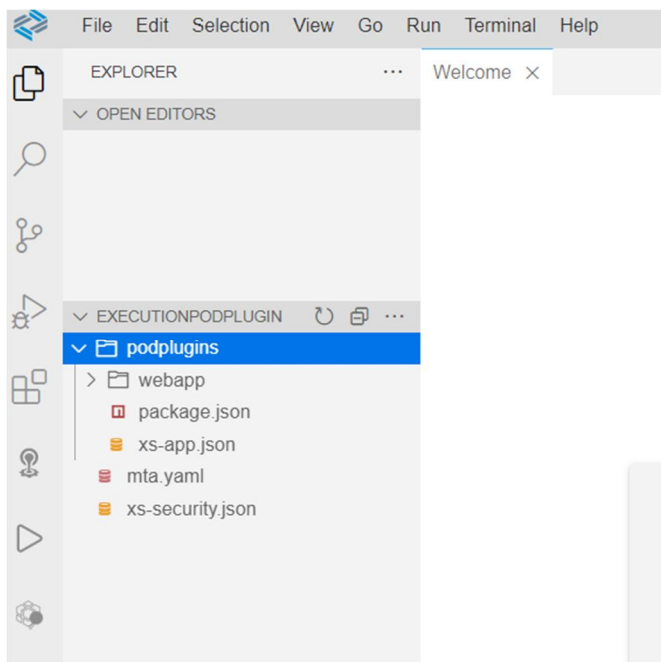 File Edit Selection View Go Run Terminal Help
EXPLORER
Welcome
OPEN EDITORS
EXECUTIONPODPLUGIN
podplugins
webapp
package.json
xs-app.json
mta.yaml
xs-security.json